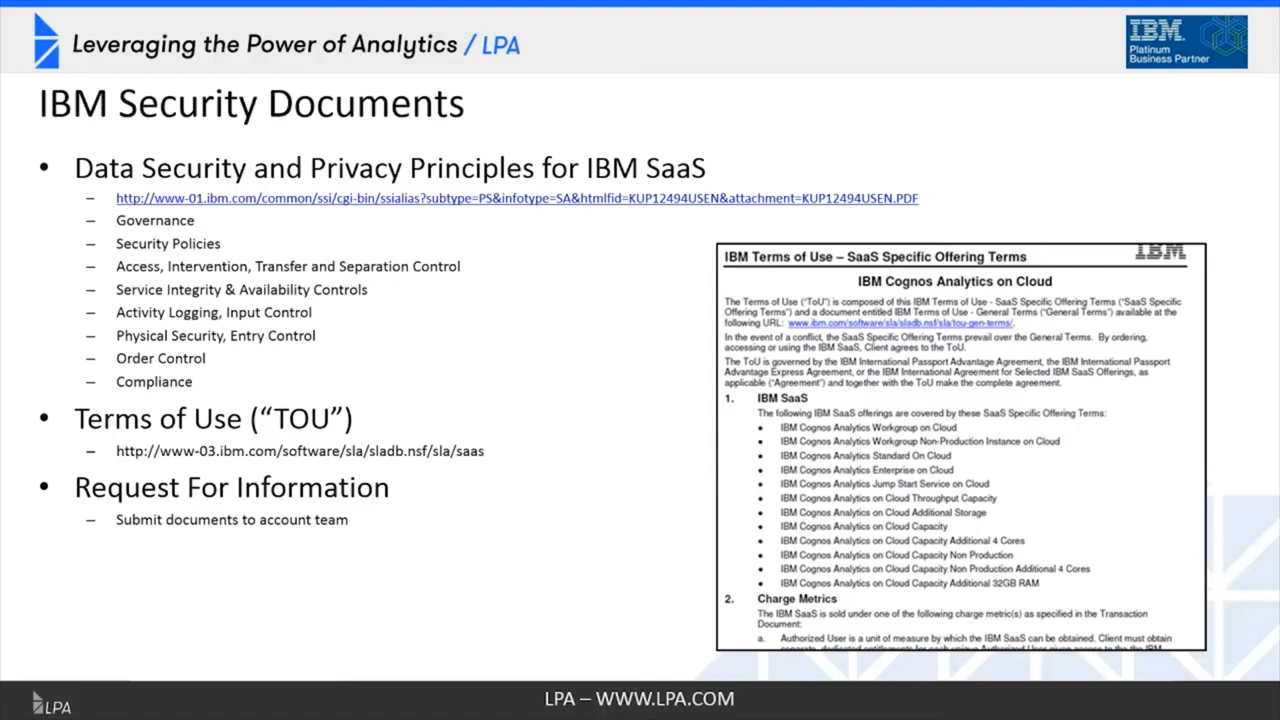 Leveraging the Power of Analytics / LPA
IBM
Platinum
Business Partner
IBM Security Documents
• Data Security and Privacy Principles for IBM SaaS
– http://www-01.ibm.com/common/ssi/cgi-bin/ssialias?subtype=PS&infotype=SA&htmlfid=KUP12494USEN&attachment=KUP12494USEN.PDF
– Governance
– Security Policies
– Access, Intervention, Transfer and Separation Control
– Service Integrity & Availability Controls
– Activity Logging, Input Control
– Physical Security, Entry Control
– Order Control
– Compliance
• Terms of Use (“TOU”)
– http://www-03.ibm.com/software/sla/sladb.nsf/sla/saas
• Request For Information
– Submit documents to account team
IBM Terms of Use – SaaS Specific Offering Terms
IBM
IBM Cognos Analytics on Cloud
The Terms of Use (“ToU”) is composed of this IBM Terms of Use - SaaS Specific Offering Terms (“SaaS Specific
Offering Terms”) and a document entitled IBM Terms of Use - General Terms (“General Terms”) available at the
following URL: www.ibm.com/software/sla/sladb.nsf/sla/tou-gen-terms/.
In the event of a conflict, the SaaS Specific Offering Terms prevail over the General Terms. By ordering,
accessing or using the IBM SaaS, Client agrees to the ToU.
The ToU is governed by the IBM International Passport Advantage Agreement, the IBM International Passport
Advantage Express Agreement, or the IBM International Agreement for Selected IBM SaaS Offerings, as
applicable (“Agreement”) and together with the ToU make the complete agreement.
1. IBM SaaS
The following IBM SaaS offerings are covered by these SaaS Specific Offering Terms:
• IBM Cognos Analytics Workgroup on Cloud
• IBM Cognos Analytics Workgroup Non-Production Instance on Cloud
• IBM Cognos Analytics Standard On Cloud
• IBM Cognos Analytics Enterprise on Cloud
• IBM Cognos Analytics Jump Start Service on Cloud
• IBM Cognos Analytics on Cloud Throughput Capacity
• IBM Cognos Analytics on Cloud Additional Storage
• IBM Cognos Analytics on Cloud Capacity
• IBM Cognos Analytics on Cloud Capacity Additional 4 Cores
• IBM Cognos Analytics on Cloud Capacity Non Production
• IBM Cognos Analytics on Cloud Capacity Non Production Additional 4 Cores
• IBM Cognos Analytics on Cloud Capacity Additional 32GB RAM
2. Charge Metrics
The IBM SaaS is sold under one of the following charge metric(s) as specified in the Transaction
Document:
a. Authorized User is a unit of measure by which the IBM SaaS can be obtained. Client must obtain
separate, dedicated entitlements for each unique Authorized User given access to the IBM
LPA
LPA – WWW.LPA.COM